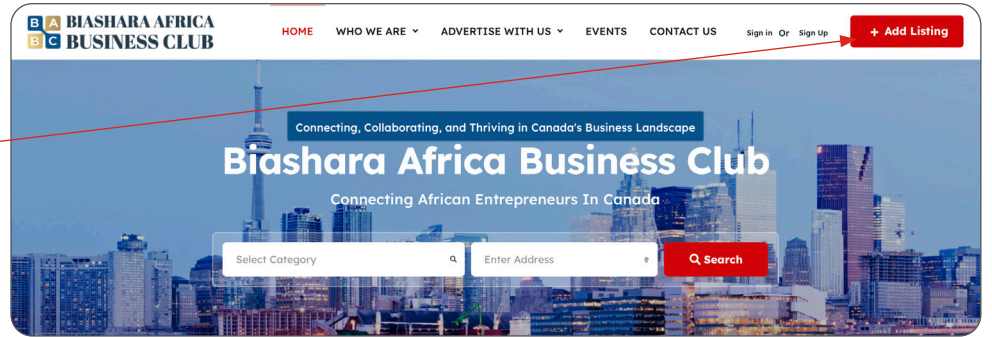 BA BC
BIASHARA AFRICA
BUSINESS CLUB
HOME WHO WE ARE ADVERTISE WITH US EVENTS CONTACT US Sign in Or Sign Up + Add Listing
Connecting, Collaborating, and Thriving in Canada's Business Landscape
Biashara Africa Business Club
Connecting African Entrepreneurs In Canada
Select Category Enter Address Search